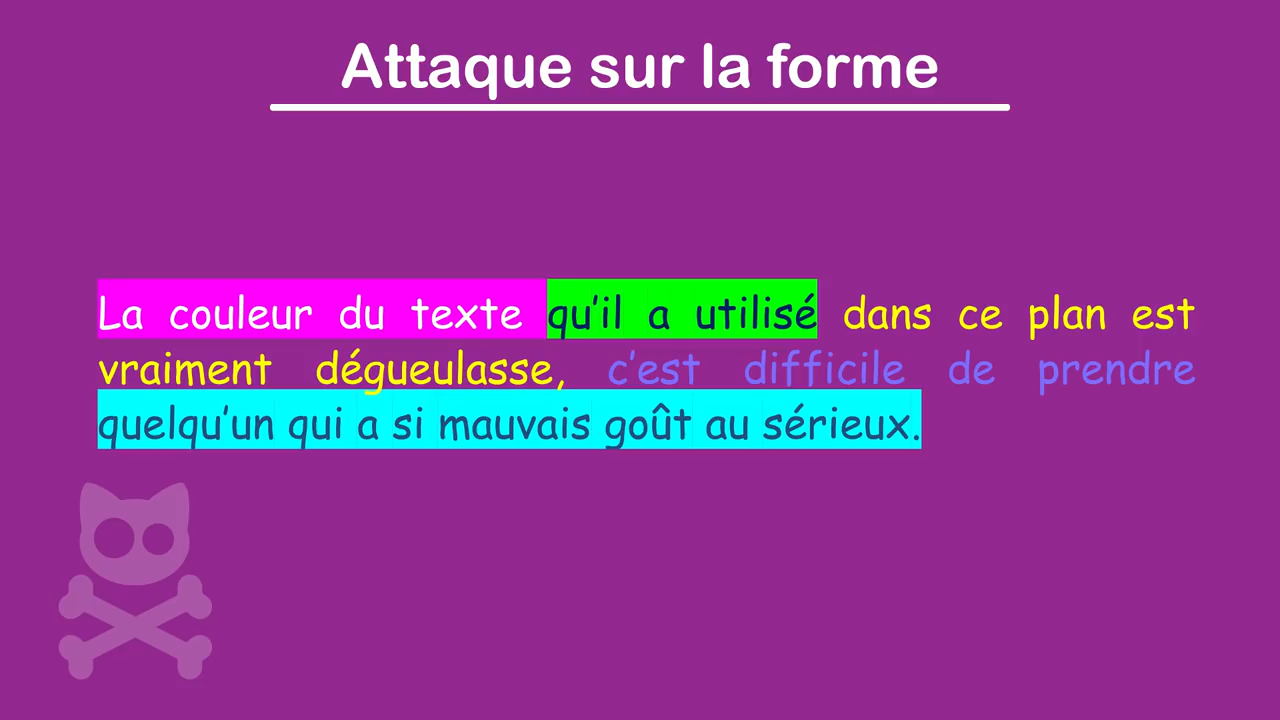 Attaque sur la forme
La couleur du texte qu’il a utilisé dans ce plan est
vraiment dégueulasse, c’est difficile de prendre
quelqu’un qui a si mauvais goût au sérieux.